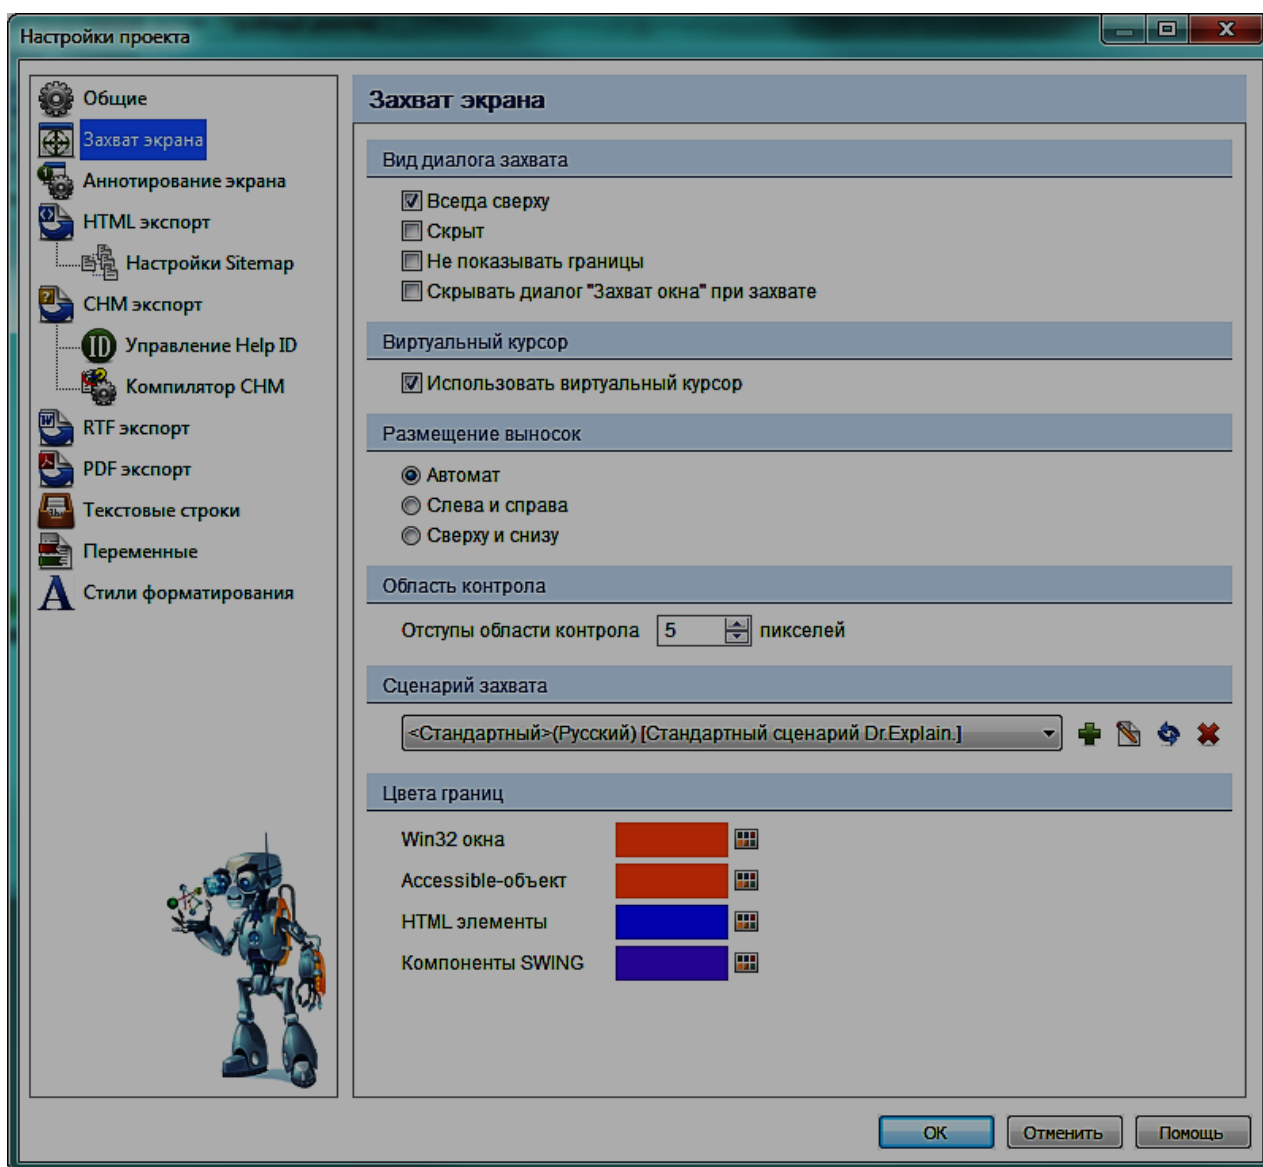 Настройки проекта
Общие
Захват экрана
Аннотирование экрана
HTML экспорт
Настройки Sitemap
CHM экспорт
Управление Help ID
Компилятор CHM
RTF экспорт
PDF экспорт
Текстовые строки
Переменные
Стили форматирования
Захват экрана
Вид диалога захвата
Всегда сверху
Скрыт
Не показывать границы
Скрывать диалог "Захват окна" при захвате
Виртуальный курсор
Использовать виртуальный курсор
Размещение выносок
Автомат
Слева и справа
Сверху и снизу
Область контрола
Отступы области контрола 5 пикселей
Сценарий захвата
<Стандартный>(Русский) [Стандартный сценарий Dr.Explain.]
Цвета границ
Win32 окна
Accessible-объект
HTML элементы
Компоненты SWING
OK Отменить Помощь